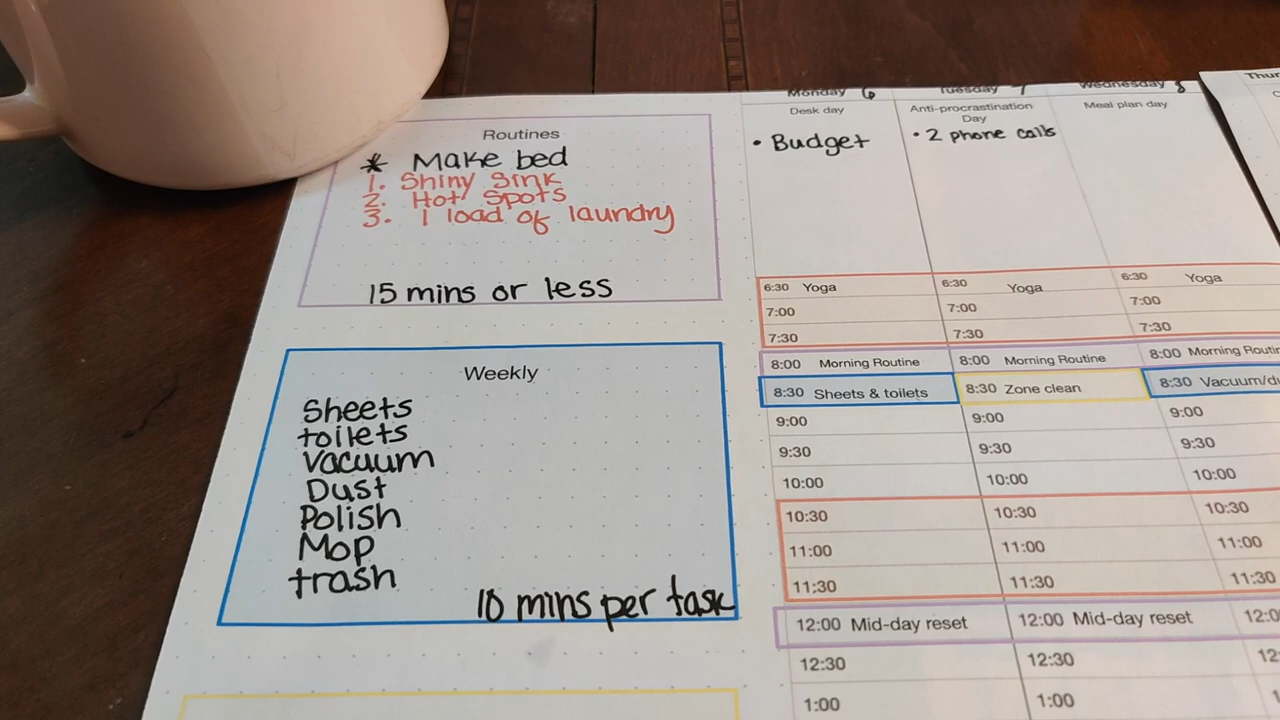 Routines
* Make bed
1. Shiny Sink
2. Hot Spots
3. 1 load of laundry
15 mins or less
Weekly
Sheets
toilets
Vacuum
Dust
Polish
Mop
trash
10 mins per task
Monday 6
Desk day
• Budget
6:30 Yoga
7:00
7:30
8:00 Morning Routine
8:30 Sheets & toilets
9:00
9:30
10:00
10:30
11:00
11:30
12:00 Mid-day reset
12:30
1:00
Tuesday 7
Anti-procrastination
Day
• 2 phone calls
6:30 Yoga
7:00
7:30
8:00 Morning Routine
8:30 Zone clean
9:00
9:30
10:00
10:30
11:00
11:30
12:00 Mid-day reset
12:30
1:00
Wednesday 8
Meal plan day
6:30 Yoga
7:00
7:30
8:00 Morning
8:30
9:00
9:30
10:00
10:30
11:00
11:30